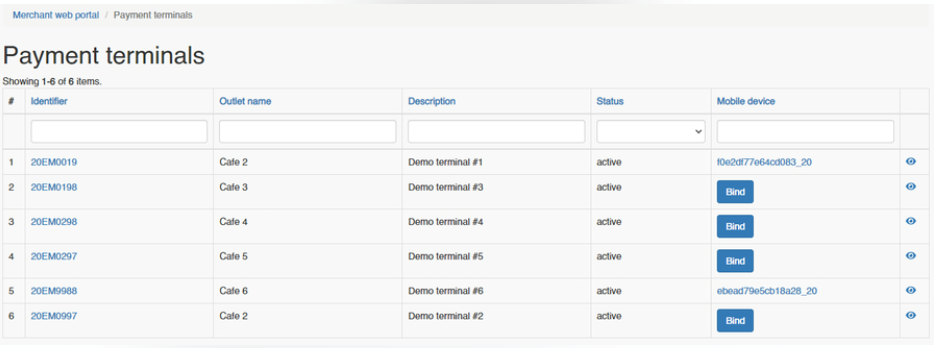 Merchant web portal / Payment terminals
Payment terminals
Showing 1-6 of 6 items.
# Identifier Outlet name Description Status Mobile device
1 20EM0019 Cafe 2 Demo terminal #1 active f0e2df77e64cd083_20
2 20EM0198 Cafe 3 Demo terminal #3 active Bind
3 20EM0298 Cafe 4 Demo terminal #4 active Bind
4 20EM0297 Cafe 5 Demo terminal #5 active Bind
5 20EM9988 Cafe 6 Demo terminal #6 active ebead79e5cb18a28_20
6 20EM0997 Cafe 2 Demo terminal #2 active Bind